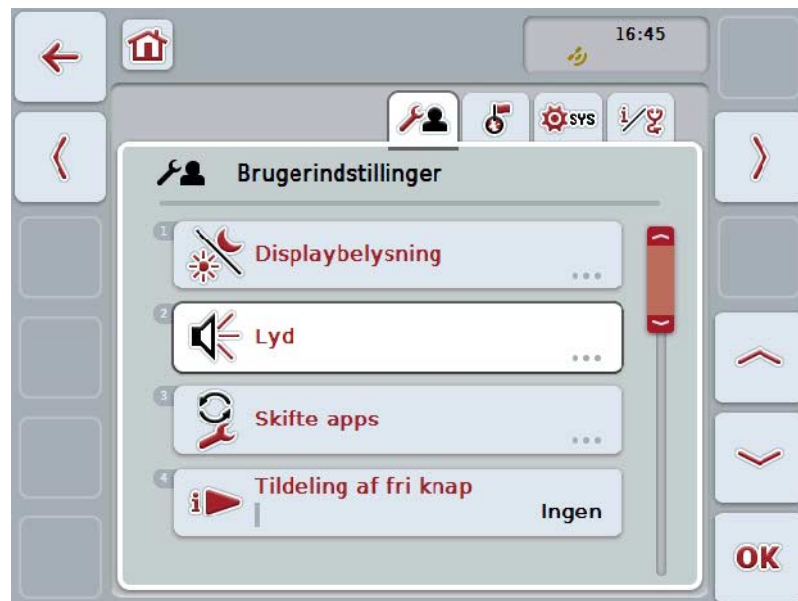 16:45
SYS
i/
Brugerindstillinger
1
Displaybelysning
...
2
Lyd
...
3
Skifte apps
...
4
i
Tildeling af fri knap
Ingen
OK